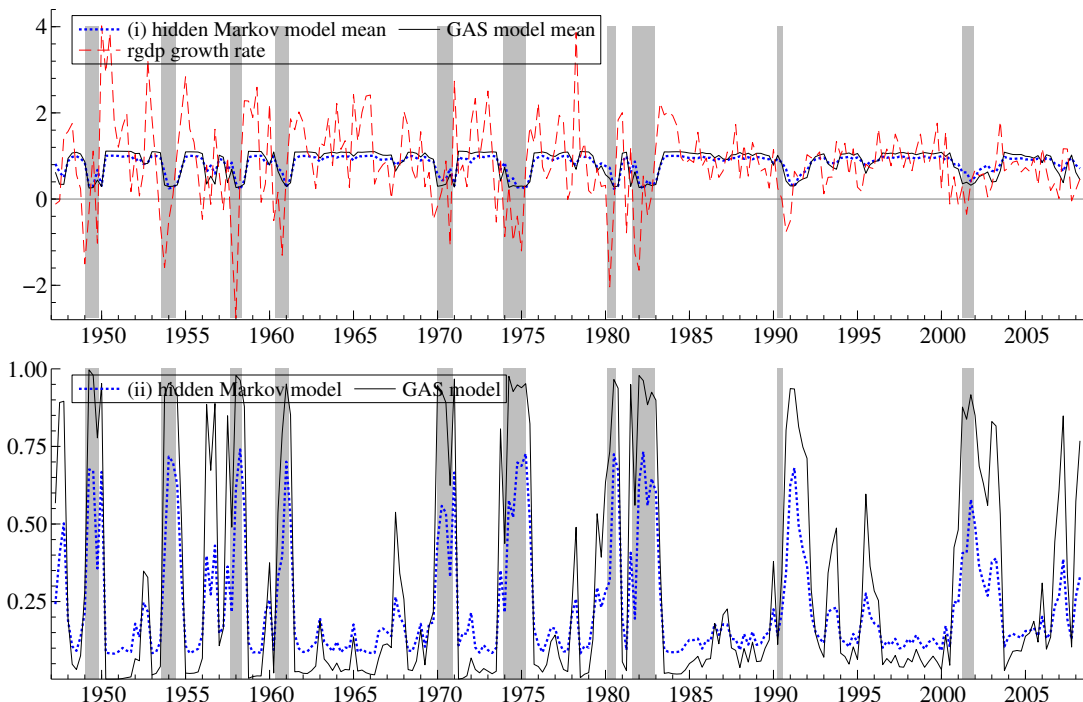 4
(i) hidden Markov model mean GAS model mean
rgdp growth rate
2
0
−2
1950 1955 1960 1965 1970 1975 1980 1985 1990 1995 2000 2005
1.00
(ii) hidden Markov model GAS model
0.75
0.50
0.25
1950 1955 1960 1965 1970 1975 1980 1985 1990 1995 2000 2005